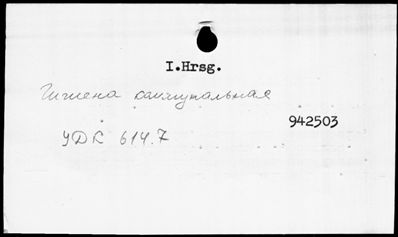 I.Hrsg.
Гигиена коммунальная
942503
УДК 614.7